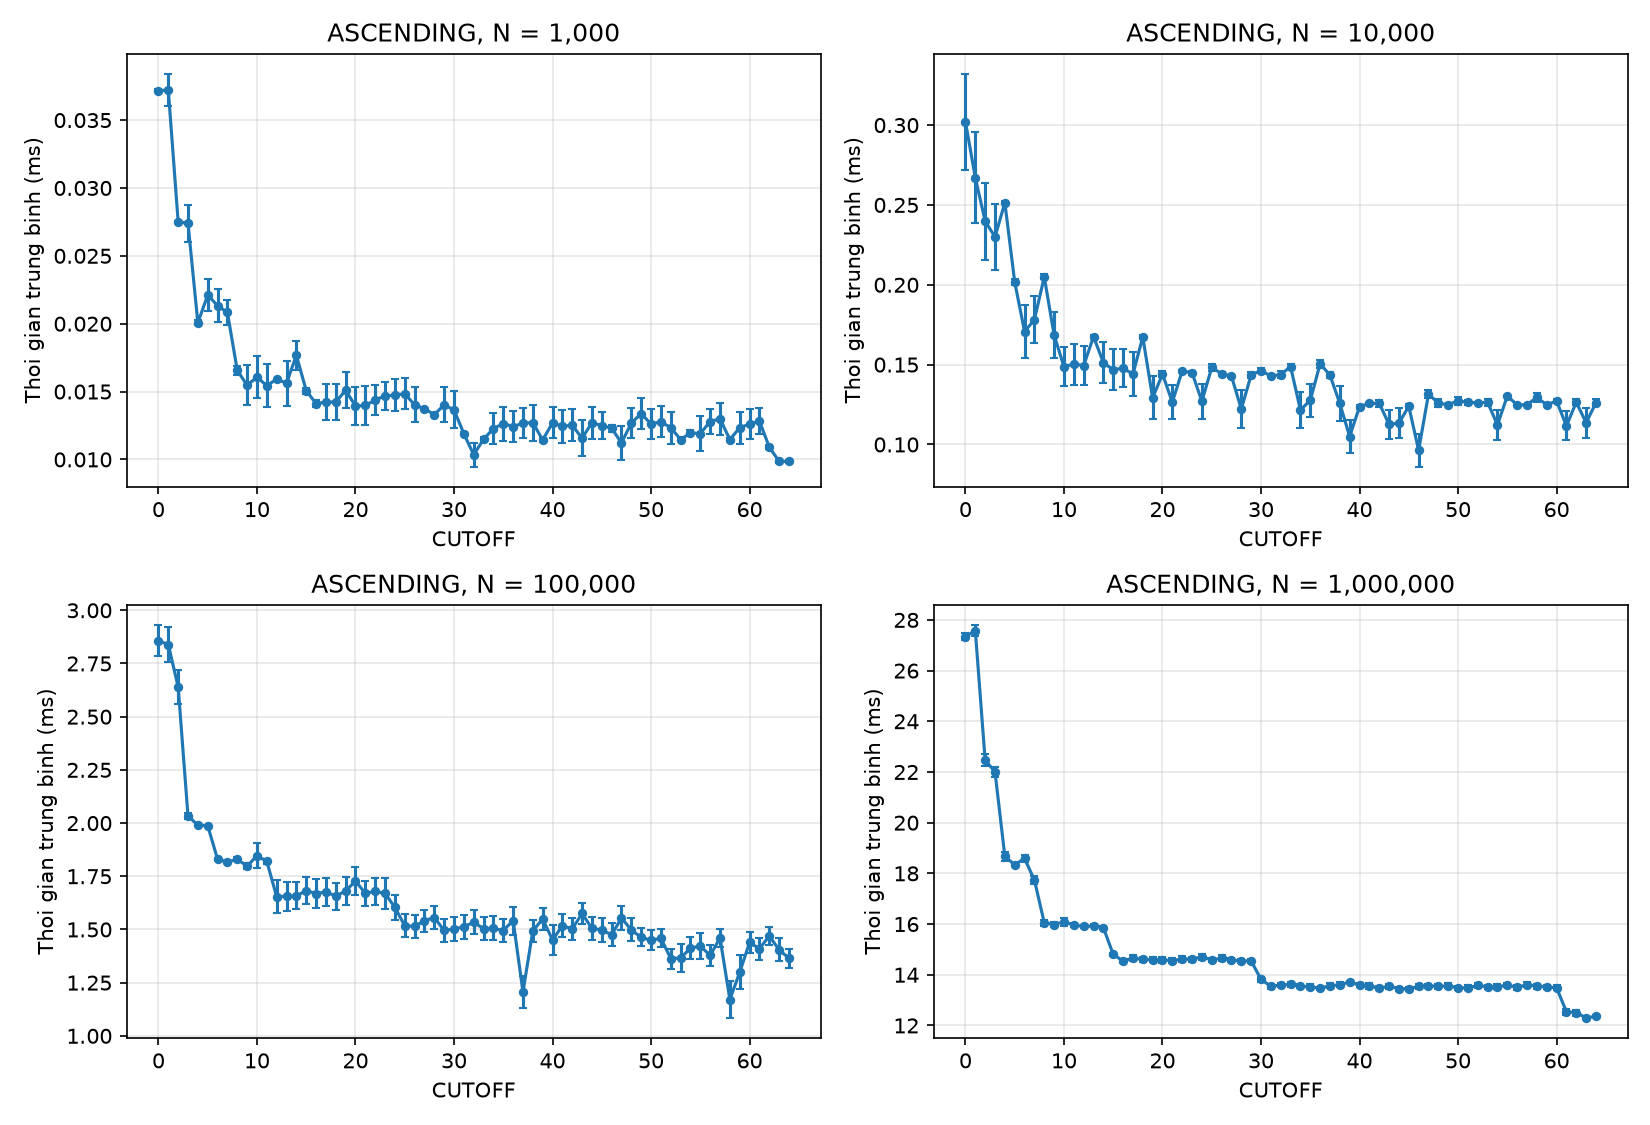 ASCENDING, N = 1,000
Thoi gian trung binh (ms)
0.035
0.030
0.025
0.020
0.015
0.010
0 10 20 30 40 50 60
CUTOFF
ASCENDING, N = 10,000
Thoi gian trung binh (ms)
0.30
0.25
0.20
0.15
0.10
0 10 20 30 40 50 60
CUTOFF
ASCENDING, N = 100,000
Thoi gian trung binh (ms)
3.00
2.75
2.50
2.25
2.00
1.75
1.50
1.25
1.00
0 10 20 30 40 50 60
CUTOFF
ASCENDING, N = 1,000,000
Thoi gian trung binh (ms)
28
26
24
22
20
18
16
14
12
0 10 20 30 40 50 60
CUTOFF